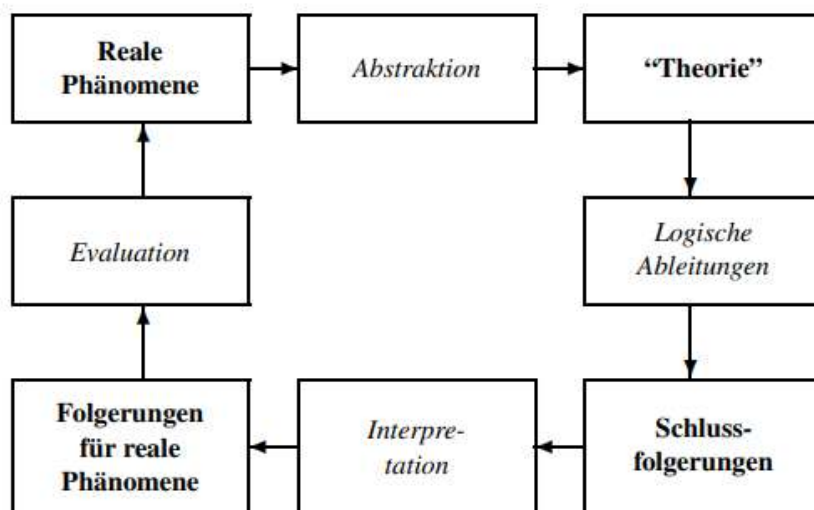 Reale
Phänomene
Abstraktion
“Theorie”
Evaluation
Logische
Ableitungen
Folgerungen
für reale
Phänomene
Interpre-
tation
Schluss-
folgerungen